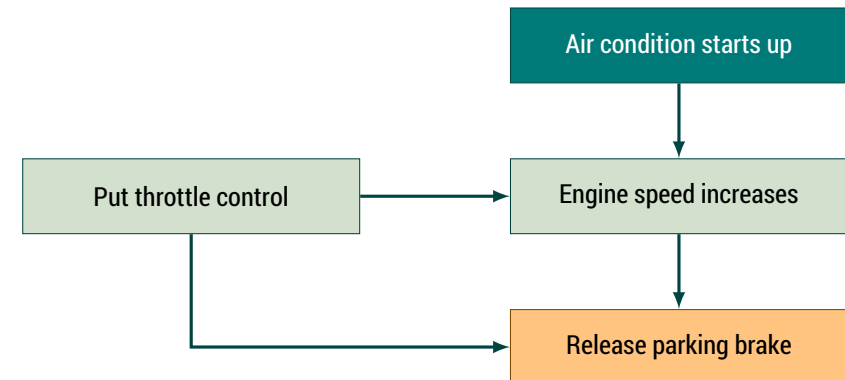 Air condition starts up
Put throttle control
Engine speed increases
Release parking brake